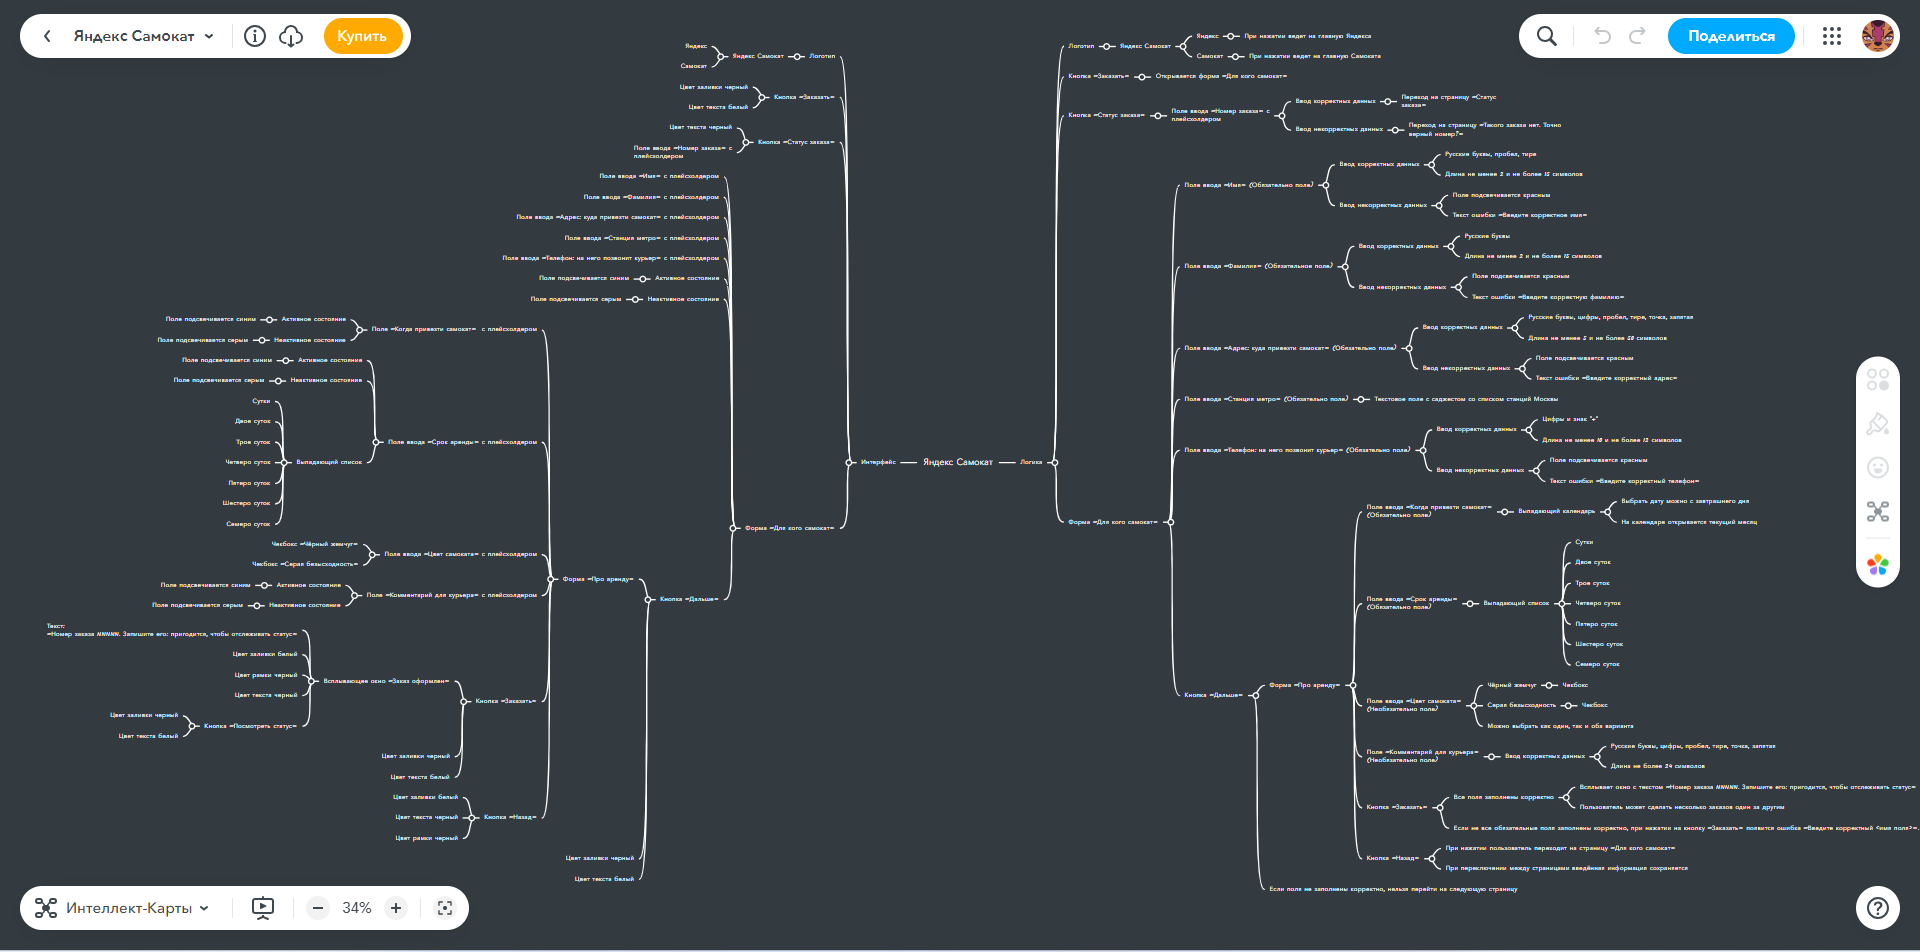 Яндекс Самокат
Купить
Поделиться
Яндекс
Самокат
Яндекс Самокат
Логотип
Цвет заливки черный
Цвет текста белый
Кнопка «Заказать»
Цвет текста черный
Поле ввода «Номер заказа» с
плейсхолдером
Кнопка «Статус заказа»
Поле ввода «Имя» с плейсхолдером
Поле ввода «Фамилия» с плейсхолдером
Поле ввода «Адрес: куда привезти самокат» с плейсхолдером
Поле ввода «Станция метро» с плейсхолдером
Поле ввода «Телефон: на него позвонит курьер» с плейсхолдером
Поле подсвечивается синим
Активное состояние
Поле подсвечивается серым
Неактивное состояние
Поле подсвечивается синим
Активное состояние
Поле подсвечивается серым
Неактивное состояние
Поле «Когда привезти самокат» с плейсхолдером
Поле подсвечивается синим
Активное состояние
Поле подсвечивается серым
Неактивное состояние
Сутки
Двое суток
Трое суток
Четверо суток
Пятеро суток
Шестеро суток
Семеро суток
Выпадающий список
Поле ввода «Срок аренды» с плейсхолдером
Чекбокс «Чёрный жемчуг»
Чекбокс «Серая безысходность»
Поле ввода «Цвет самоката» с плейсхолдером
Поле подсвечивается синим
Активное состояние
Поле подсвечивается серым
Неактивное состояние
Поле «Комментарий для курьера» с плейсхолдером
Текст:
«Номер заказа NNNNN. Запишите его: пригодится, чтобы отслеживать статус»
Цвет заливки белый
Цвет рамки черный
Цвет текста черный
Цвет заливки черный
Цвет текста белый
Кнопка «Посмотреть статус»
Всплывающее окно «Заказ оформлен»
Кнопка «Заказать»
Цвет заливки черный
Цвет текста белый
Цвет заливки белый
Цвет текста черный
Цвет рамки черный
Кнопка «Назад»
Форма «Про аренду»
Кнопка «Дальше»
Цвет заливки черный
Цвет текста белый
Форма «Для кого самокат»
Интерфейс
Яндекс Самокат
Логика
Логотип
Яндекс Самокат
Яндекс
При нажатии ведет на главную Яндекса
Самокат
При нажатии ведет на главную Самоката
Кнопка «Заказать»
Открывается форма «Для кого самокат»
Кнопка «Статус заказа»
Поле ввода «Номер заказа» с
плейсхолдером
Ввод корректных данных
Переход на страницу «Статус
заказа»
Ввод некорректных данных
Переход на страницу «Такого заказа нет. Точно
верный номер?»
Форма «Для кого самокат»
Поле ввода «Имя» (Обязательно поле)
Ввод корректных данных
Русские буквы, пробел, тире
Длина не менее 2 и не более 15 символов
Ввод некорректных данных
Поле подсвечивается красным
Текст ошибки «Введите корректное имя»
Поле ввода «Фамилия» (Обязательное поле)
Ввод корректных данных
Русские буквы
Длина не менее 2 и не более 15 символов
Ввод некорректных данных
Поле подсвечивается красным
Текст ошибки «Введите корректную фамилию»
Поле ввода «Адрес: куда привезти самокат» (Обязательно поле)
Ввод корректных данных
Русские буквы, цифры, пробел, тире, точка, запятая
Длина не менее 5 и не более 50 символов
Ввод некорректных данных
Поле подсвечивается красным
Текст ошибки «Введите корректный адрес»
Поле ввода «Станция метро» (Обязательно поле)
Текстовое поле с саджестом со списком станций Москвы
Поле ввода «Телефон: на него позвонит курьер» (Обязательно поле)
Ввод корректных данных
Цифры и знак "+"
Длина не менее 10 и не более 12 символов
Ввод некорректных данных
Поле подсвечивается красным
Текст ошибки «Введите корректный телефон»
Кнопка «Дальше»
Форма «Про аренду»
Поле ввода «Когда привезти самокат»
(Обязательно поле)
Выпадающий календарь
Выбрать дату можно с завтрашнего дня
На календаре открывается текущий месяц
Поле ввода «Срок аренды»
(Обязательно поле)
Выпадающий список
Сутки
Двое суток
Трое суток
Четверо суток
Пятеро суток
Шестеро суток
Семеро суток
Поле ввода «Цвет самоката»
(Необязательно поле)
Чёрный жемчуг
Чекбокс
Серая безысходность
Чекбокс
Можно выбрать как один, так и оба варианта
Поле «Комментарий для курьера»
(Необязательно поле)
Ввод корректных данных
Русские буквы, цифры, пробел, тире, точка, запятая
Длина не более 24 символов
Кнопка «Заказать»
Все поля заполнены корректно
Всплывает окно с текстом «Номер заказа NNNNN. Запишите его: пригодится, чтобы отслеживать статус»
Пользователь может сделать несколько заказов один за другим
Если не все обязательные поля заполнены корректно, при нажатии на кнопку «Заказать» появится ошибка «Введите корректный <имя поля>».
Кнопка «Назад»
При нажатии пользователь переходит на страницу «Для кого самокат»
При переключении между страницами введённая информация сохраняется
Если поля не заполнены корректно, нельзя перейти на следующую страницу
Интеллект-Карты
34%